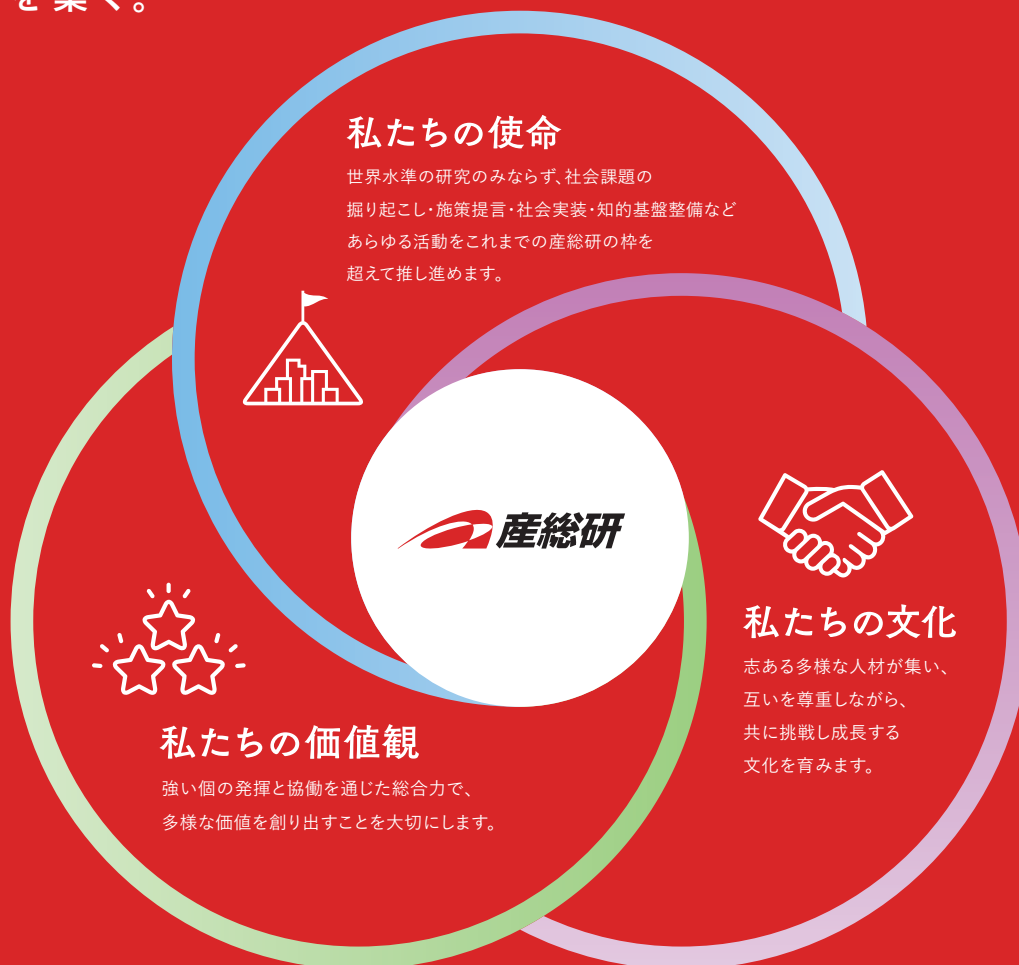 を築く。
私たちの使命
世界水準の研究のみならず、社会課題の
掘り起こし・施策提言・社会実装・知的基盤整備など
あらゆる活動をこれまでの産総研の枠を
超えて推し進めます。
産総研
私たちの文化
志ある多様な人材が集い、
互いを尊重しながら、
共に挑戦し成長する
文化を育みます。
私たちの価値観
強い個の発揮と協働を通じた総合力で、
多様な価値を創り出すことを大切にします。